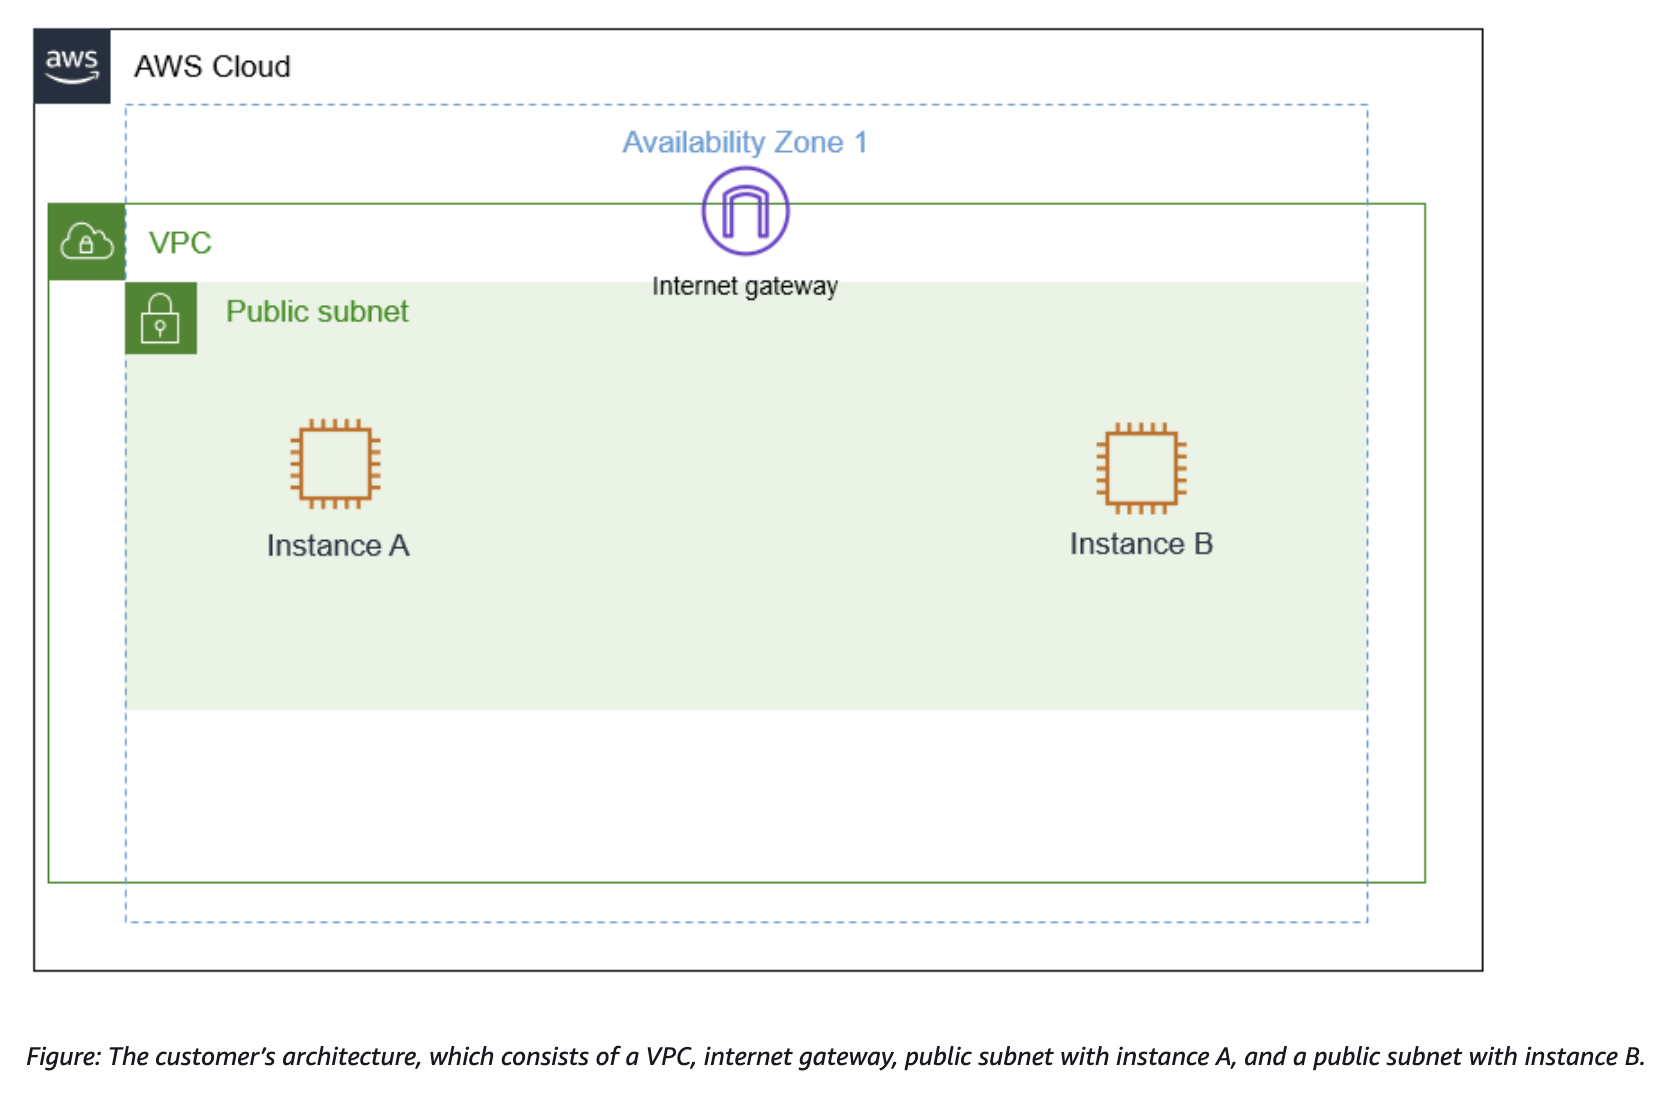 aws
AWS Cloud
Availability Zone 1
VPC
Internet gateway
Public subnet
Instance A
Instance B
Figure: The customer’s architecture, which consists of a VPC, internet gateway, public subnet with instance A, and a public subnet with instance B.